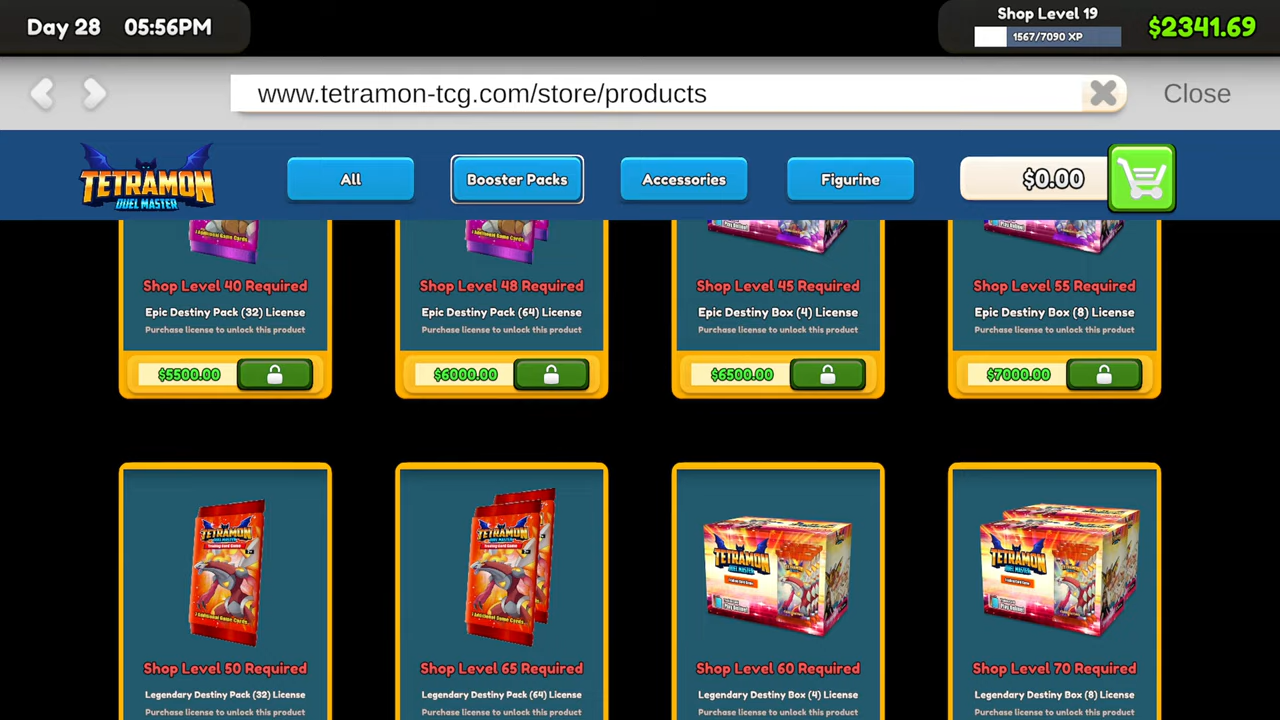 Day 28 05:56PM
Shop Level 19
1567/7090 XP
$2341.69
www.tetramon-tcg.com/store/products
Close
TETRAMON
DUEL MASTER
All
Booster Packs
Accessories
Figurine
$0.00
Shop Level 40 Required
Epic Destiny Pack (32) License
Purchase license to unlock this product
$5500.00
Shop Level 48 Required
Epic Destiny Pack (64) License
Purchase license to unlock this product
$6000.00
Shop Level 45 Required
Epic Destiny Box (4) License
Purchase license to unlock this product
$6500.00
Shop Level 55 Required
Epic Destiny Box (8) License
Purchase license to unlock this product
$7000.00
TETRAMON
Shop Level 50 Required
Legendary Destiny Pack (32) License
Purchase license to unlock this product
TETRAMON
Shop Level 65 Required
Legendary Destiny Pack (64) License
Purchase license to unlock this product
TETRAMON
DUEL MASTER
Shop Level 60 Required
Legendary Destiny Box (4) License
Purchase license to unlock this product
TETRAMON
DUEL MASTER
Shop Level 70 Required
Legendary Destiny Box (8) License
Purchase license to unlock this product